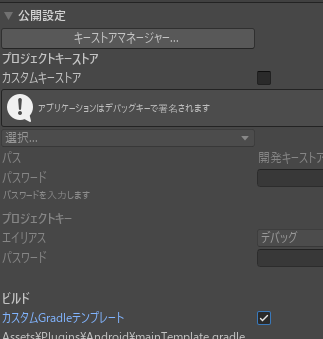 公開設定
キーストアマネージャー...
プロジェクトキーストア
カスタムキーストア
アプリケーションはデバッグキーで署名されます
選択...
パス 開発キーストア
パスワード
パスワードを入力します
プロジェクトキー
エイリアス デバッグ
パスワード
ビルド
カスタムGradleテンプレート
Assets¥Plugins¥Android¥mainTemplate.gradle